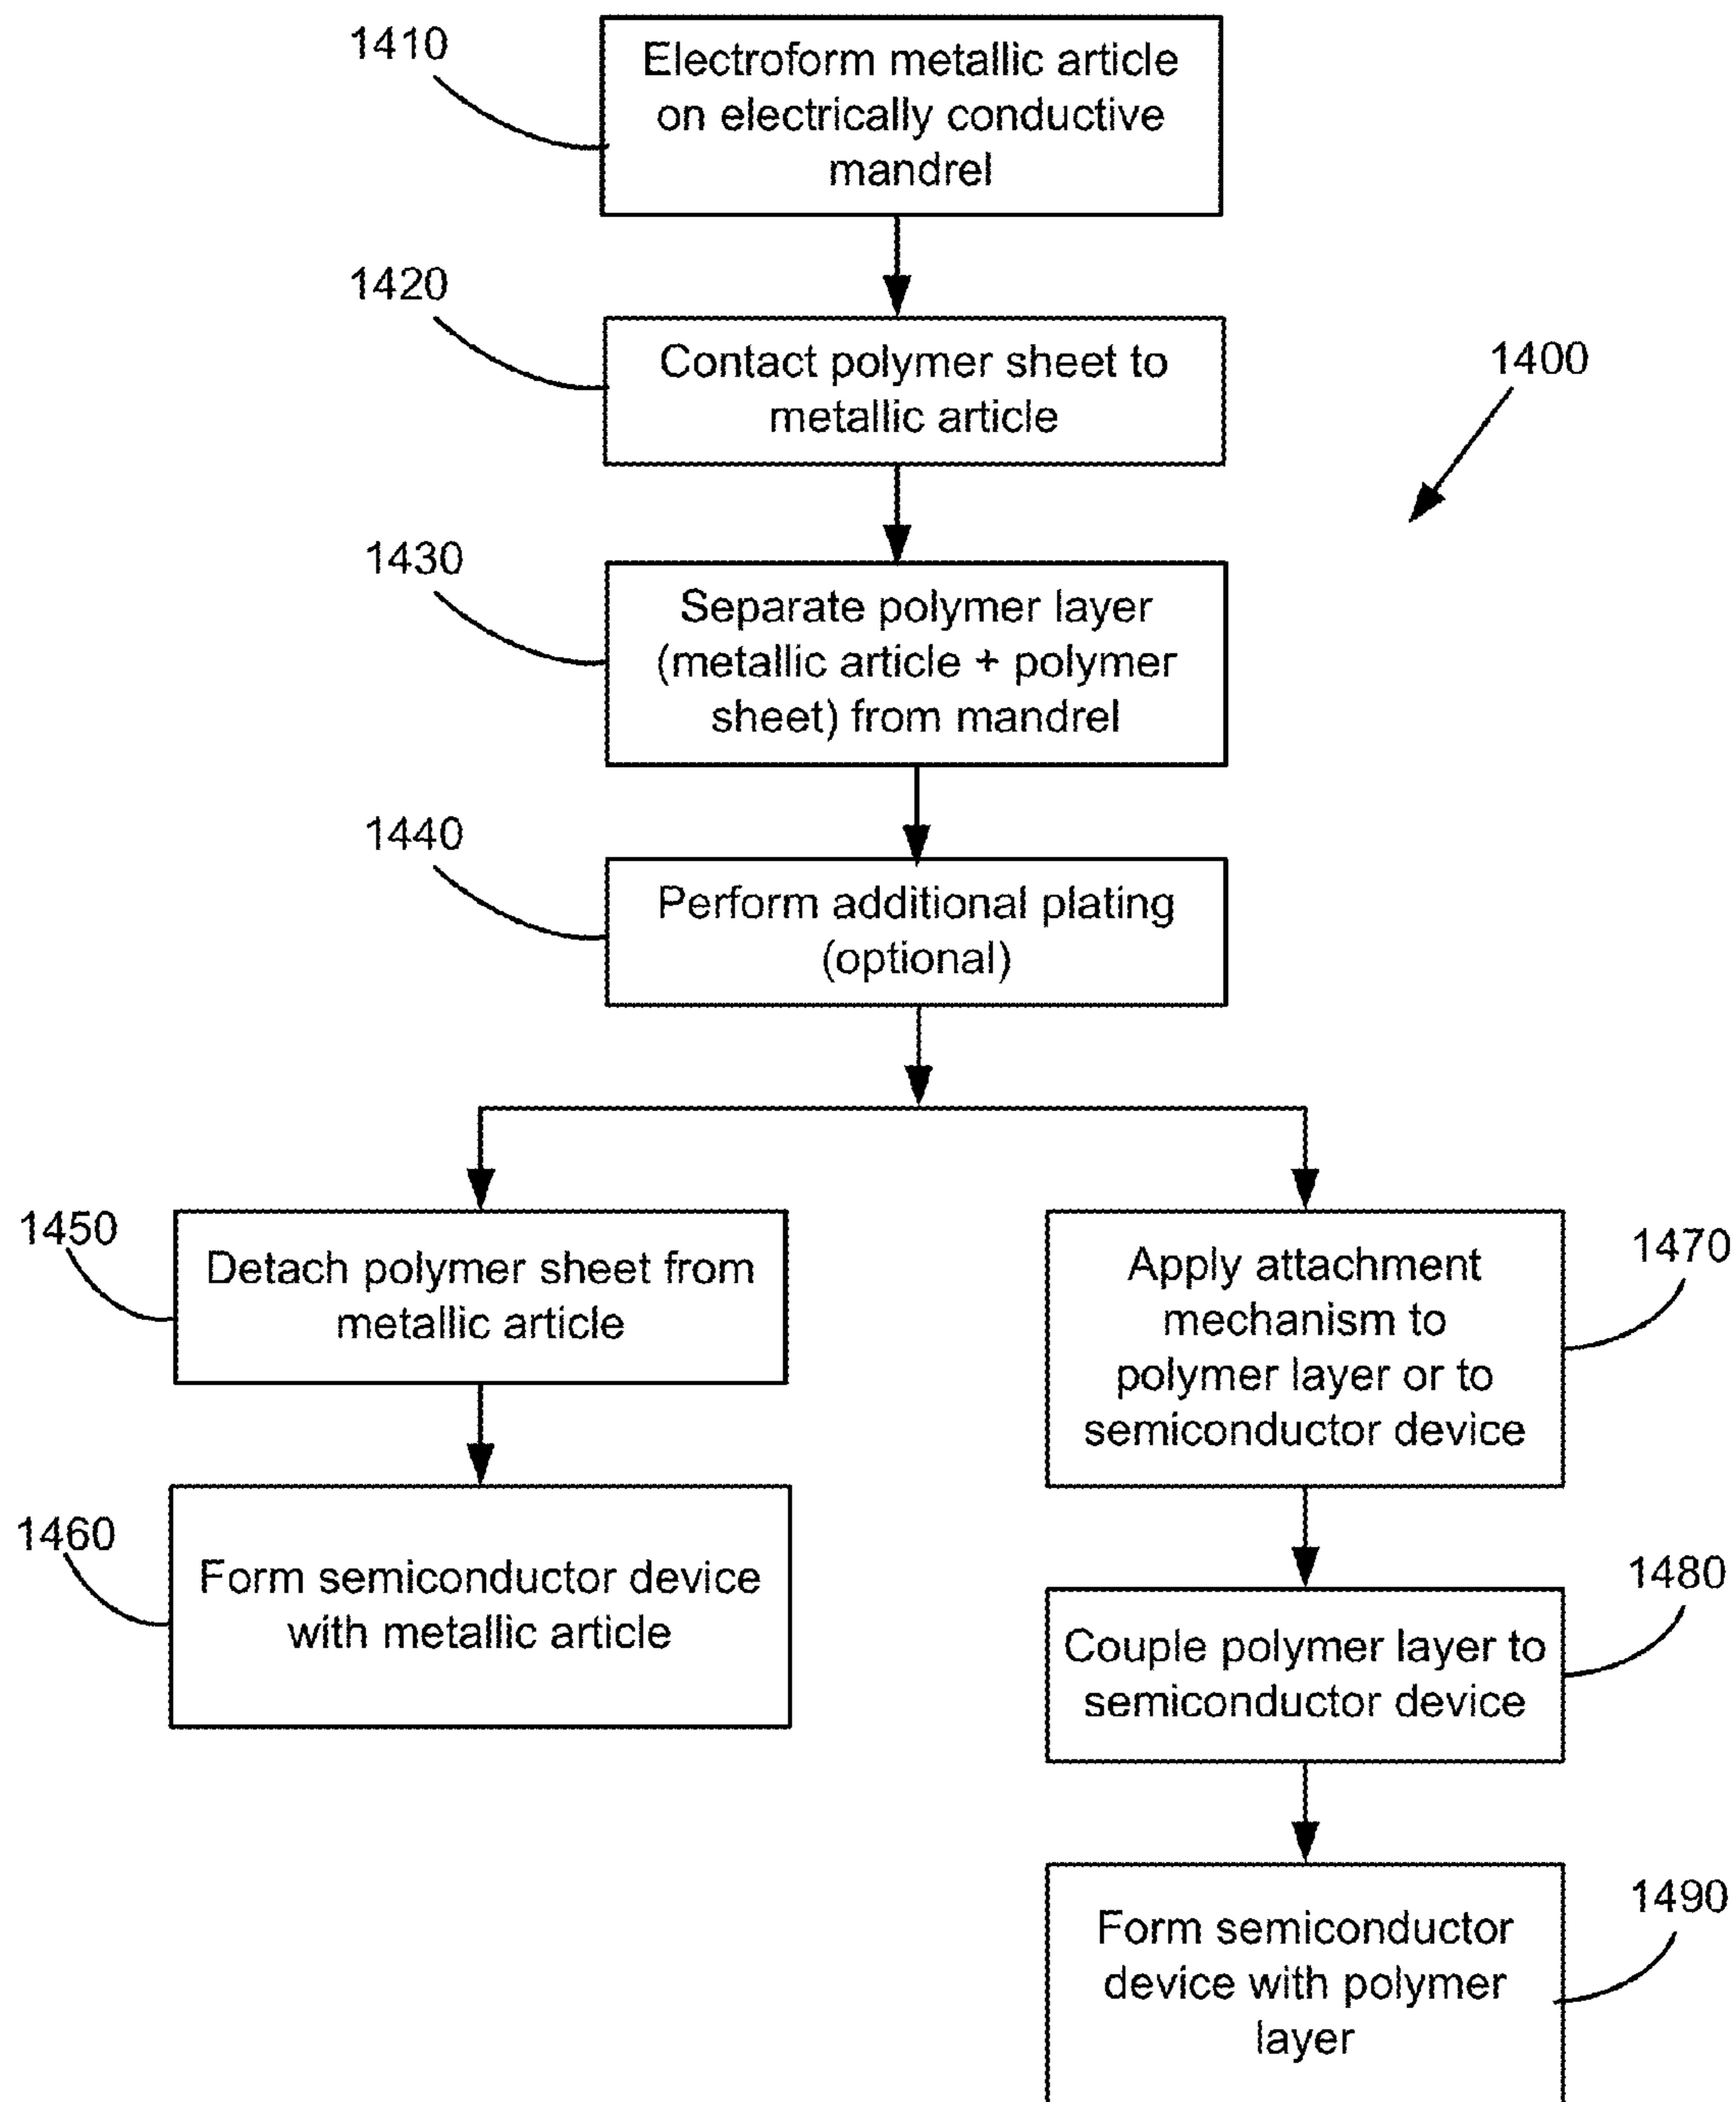 1410
Electroform metallic article
on electrically conductive
mandrel
1420
Contact polymer sheet to
metallic article
1400
1430
Separate polymer layer
(metallic article + polymer
sheet) from mandrel
1440
Perform additional plating
(optional)
1450
Detach polymer sheet from
metallic article
1460
Form semiconductor device
with metallic article
1470
Apply attachment
mechanism to
polymer layer or to
semiconductor device
1480
Couple polymer layer to
semiconductor device
1490
Form semiconductor
device with polymer
layer